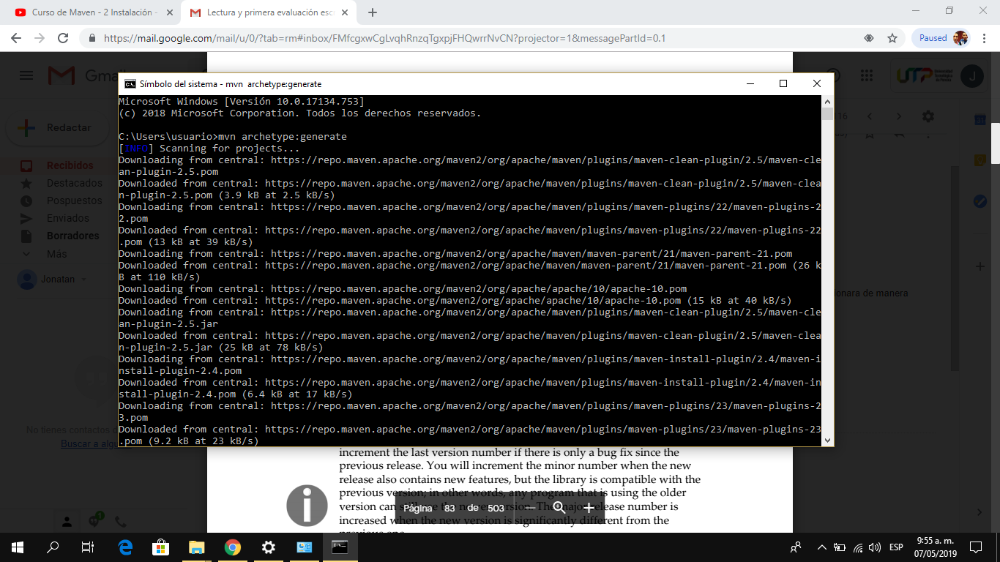 Curso de Maven - 2 Instalación -
Lectura y primera evaluación esc
https://mail.google.com/mail/u/0/?tab=rm#inbox/FMfcgxwCgLvqhRnzqTgxpjFHQwrrNvCN?projector=1&messagePartId=0.1
Paused
Gmail
UTP
J
Símbolo del sistema - mvn archetype:generate
Microsoft Windows [Versión 10.0.17134.753]
(c) 2018 Microsoft Corporation. Todos los derechos reservados.
C:\Users\usuario>mvn archetype:generate
[INFO] Scanning for projects...
Downloading from central: https://repo.maven.apache.org/maven2/org/apache/maven/plugins/maven-clean-plugin/2.5/maven-cle
an-plugin-2.5.pom
Downloaded from central: https://repo.maven.apache.org/maven2/org/apache/maven/plugins/maven-clean-plugin/2.5/maven-clea
n-plugin-2.5.pom (3.9 kB at 2.5 kB/s)
Downloading from central: https://repo.maven.apache.org/maven2/org/apache/maven/plugins/maven-plugins/22/maven-plugins-2
2.pom
Downloaded from central: https://repo.maven.apache.org/maven2/org/apache/maven/plugins/maven-plugins/22/maven-plugins-22
.pom (13 kB at 39 kB/s)
Downloading from central: https://repo.maven.apache.org/maven2/org/apache/maven/maven-parent/21/maven-parent-21.pom
Downloaded from central: https://repo.maven.apache.org/maven2/org/apache/maven/maven-parent/21/maven-parent-21.pom (26 k
B at 110 kB/s)
Downloading from central: https://repo.maven.apache.org/maven2/org/apache/apache/10/apache-10.pom
Downloaded from central: https://repo.maven.apache.org/maven2/org/apache/apache/10/apache-10.pom (15 kB at 40 kB/s)
Downloading from central: https://repo.maven.apache.org/maven2/org/apache/maven/plugins/maven-clean-plugin/2.5/maven-cle
an-plugin-2.5.jar
Downloaded from central: https://repo.maven.apache.org/maven2/org/apache/maven/plugins/maven-clean-plugin/2.5/maven-clea
n-plugin-2.5.jar (25 kB at 78 kB/s)
Downloading from central: https://repo.maven.apache.org/maven2/org/apache/maven/plugins/maven-install-plugin/2.4/maven-i
nstall-plugin-2.4.pom
Downloaded from central: https://repo.maven.apache.org/maven2/org/apache/maven/plugins/maven-install-plugin/2.4/maven-in
stall-plugin-2.4.pom (6.4 kB at 17 kB/s)
Downloading from central: https://repo.maven.apache.org/maven2/org/apache/maven/plugins/maven-plugins/23/maven-plugins-2
3.pom
Downloaded from central: https://repo.maven.apache.org/maven2/org/apache/maven/plugins/maven-plugins/23/maven-plugins-23
.pom (9.2 kB at 23 kB/s)
Redactar
Recibidos
Destacados
Pospuestos
Enviados
Borradores
Más
Jonatan
16
ionara de manera
No tienes contactos
Buscar a algu
increment the last version number if there is only a bug fix since the
previous release. You will increment the minor number when the new
release also contains new features, but the library is compatible with the
previous version; in other words, any program that is using the older
version can version. The major release number is
increased when the new version is significantly different from the
previous one
Página 83 de 503
1
ESP
9:55 a. m.
07/05/2019